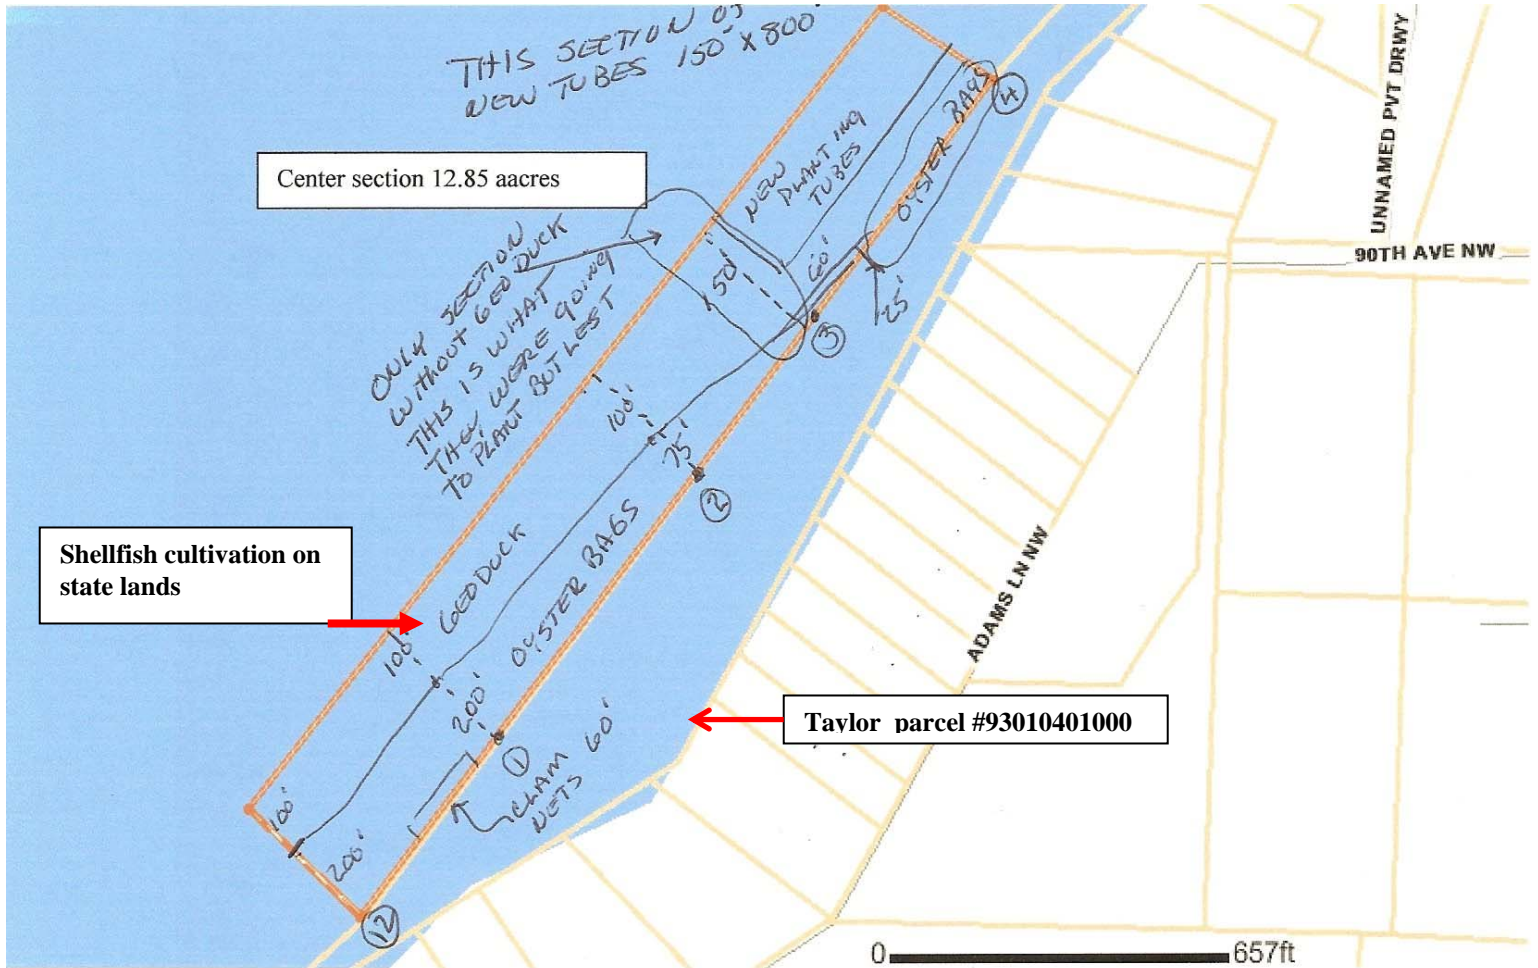 THIS SECTION OF
NEW TUBES 150' X 800'
Center section 12.85 aacres
NEW
PLANTING
TUBES
OYSTER BAGS
4
UNNAMED PVT DRWY
90TH AVE NW
ONLY SECTION
WITHOUT GEODUCK
THIS IS WHAT
THEY WERE GOING
TO PLANT BUT LEST
150'
60'
25'
3
100'
75'
2
Shellfish cultivation on
state lands
GEODUCK
OYSTER BAGS
100'
200'
1
CLAM 60'
NETS
ADAMS LN NW
Taylor parcel #93010401000
100'
200'
12
0 657ft